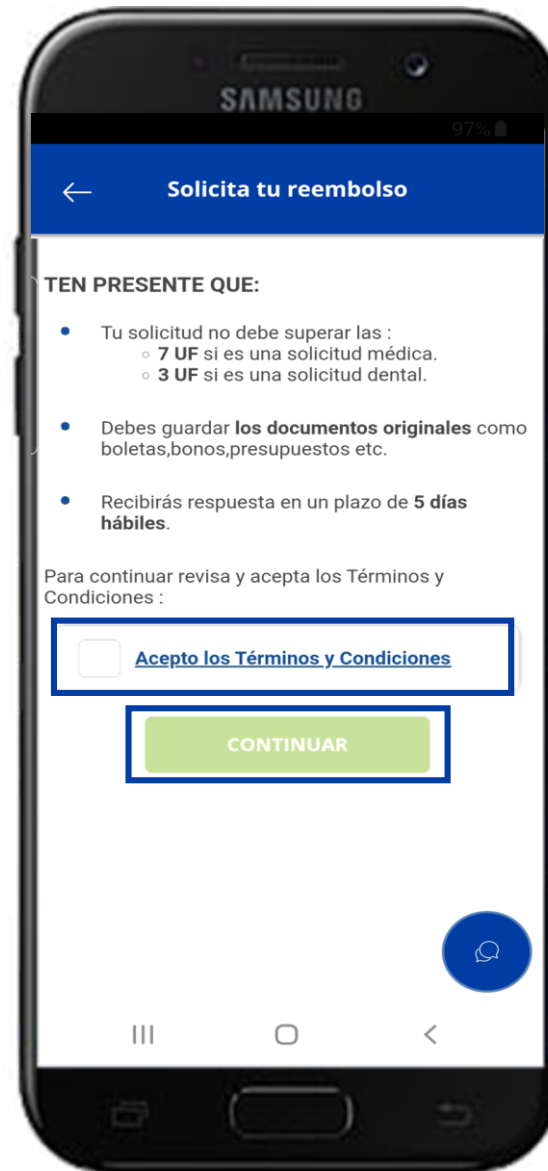 SAMSUNG
97%
Solicita tu reembolso
TEN PRESENTE QUE:
Tu solicitud no debe superar las :
7 UF si es una solicitud médica.
3 UF si es una solicitud dental.
Debes guardar los documentos originales como
boletas,bonos,presupuestos etc.
Recibirás respuesta en un plazo de 5 días
hábiles.
Para continuar revisa y acepta los Términos y
Condiciones :
Acepto los Términos y Condiciones
CONTINUAR